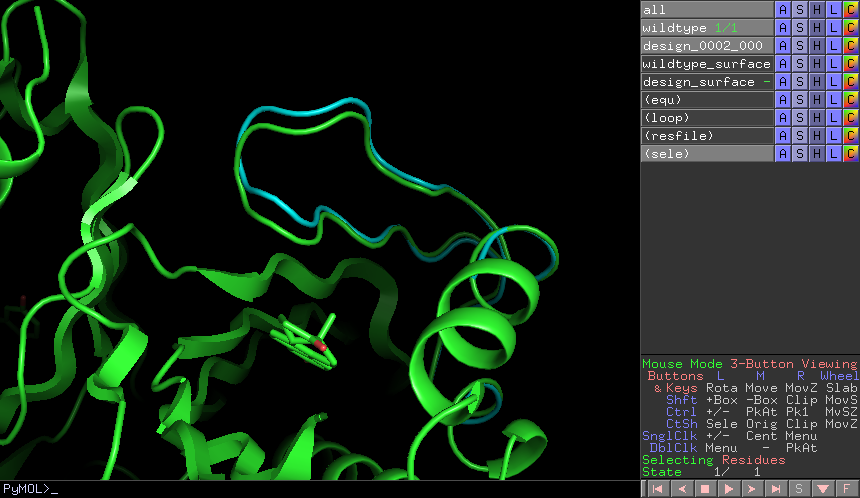 all A S H L C
wildtype 1/1 A S H L C
design_0002_000 A S H L C
wildtype_surface A S H L C
design_surface - A S H L C
(equ) A S H L C
(loop) A S H L C
(resfile) A S H L C
(sele) A S H L C
Mouse Mode 3-Button Viewing
Buttons L M R Wheel
& Keys Rota Move MovZ Slab
Shft +Box -Box Clip MovS
Ctrl +/- PkAt Pk1 MvSZ
CtSh Sele Orig Clip MovZ
SnglClk +/- Cent Menu
DblClk Menu - PkAt
Selecting Residues
State 1/ 1
PyMOL>_ S F